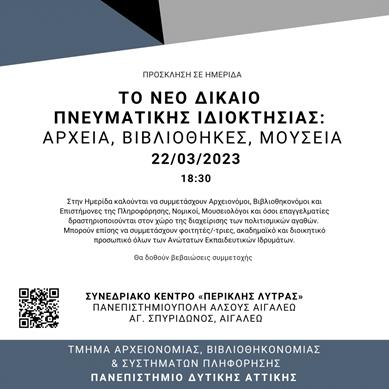 ΠΡΟΣΚΛΗΣΗ ΣΕ ΗΜΕΡΙΔΑ
ΤΟ ΝΕΟ ΔΙΚΑΙΟ
ΠΝΕΥΜΑΤΙΚΗΣ ΙΔΙΟΚΤΗΣΙΑΣ:
ΑΡΧΕΙΑ, ΒΙΒΛΙΟΘΗΚΕΣ, ΜΟΥΣΕΙΑ
22/03/2023
18:30
Στην Ημερίδα καλούνται να συμμετάσχουν Αρχειονόμοι, Βιβλιοθηκονόμοι και
Επιστήμονες της Πληροφόρησης, Νομικοί, Μουσειολόγοι και όσοι επαγγελματίες
δραστηριοποιούνται στον χώρο της διαχείρισης των πολιτισμικών αγαθών.
Μπορούν επίσης να συμμετάσχουν φοιτητές/-τριες, ακαδημαϊκό και διοικητικό
προσωπικό όλων των Ανώτατων Εκπαιδευτικών Ιδρυμάτων.
Θα δοθούν βεβαιώσεις συμμετοχής
ΣΥΝΕΔΡΙΑΚΟ ΚΕΝΤΡΟ «ΠΕΡΙΚΛΗΣ ΛΥΤΡΑΣ»
ΠΑΝΕΠΙΣΤΗΜΙΟΥΠΟΛΗ ΑΛΣΟΥΣ ΑΙΓΑΛΕΩ
ΑΓ. ΣΠΥΡΙΔΩΝΟΣ, ΑΙΓΑΛΕΩ
ΤΜΗΜΑ ΑΡΧΕΙΟΝΟΜΙΑΣ, ΒΙΒΛΙΟΘΗΚΟΝΟΜΙΑΣ
& ΣΥΣΤΗΜΑΤΩΝ ΠΛΗΡΟΦΟΡΗΣΗΣ
ΠΑΝΕΠΙΣΤΗΜΙΟ ΔΥΤΙΚΗΣ ΑΤΤΙΚΗΣ